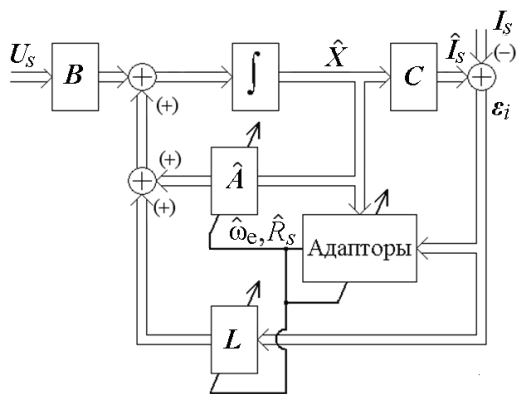 I_s
U_s
B
∫
X̂
C
Î_s
(−)
(+)
ε_i
(+)
Â
(+)
ω̂_e, R̂_s
Адапторы
L